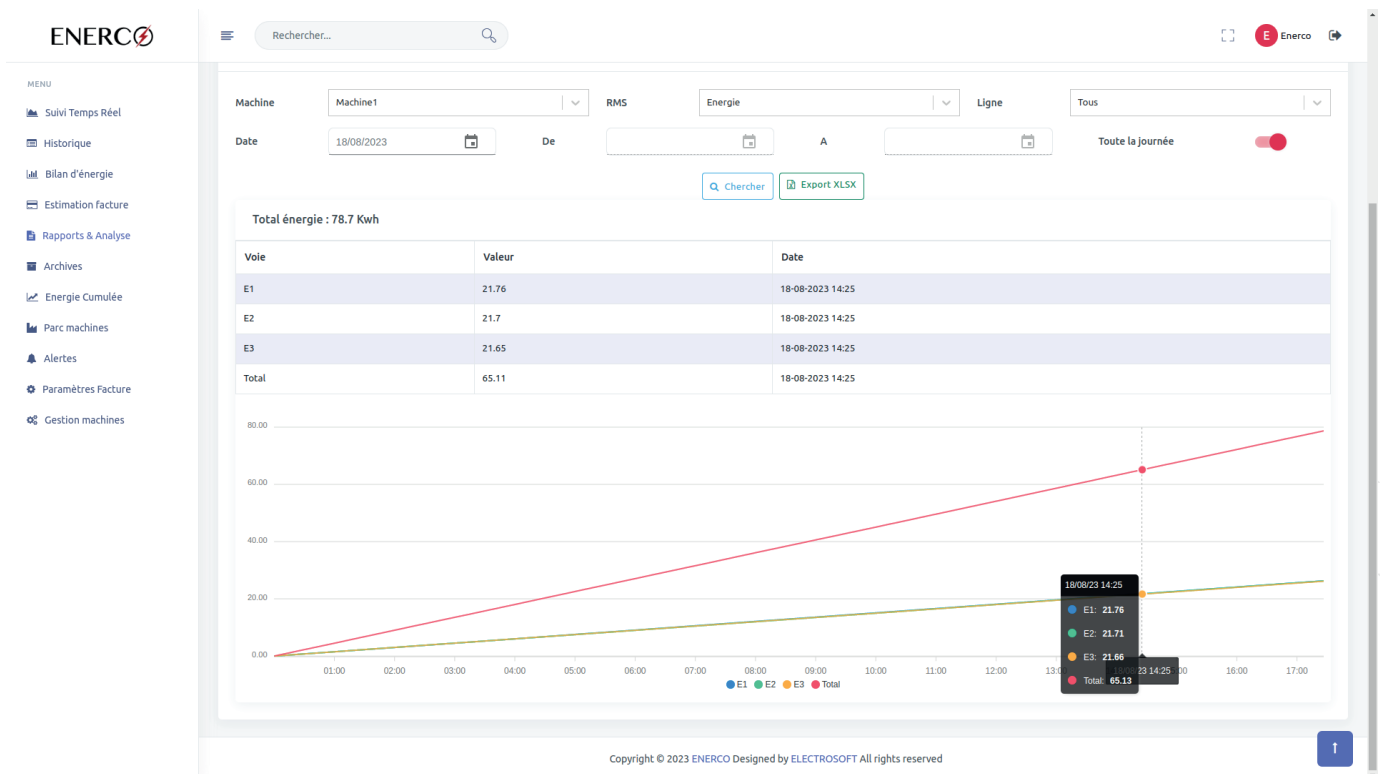 ENERCO
Rechercher...
E Enerco
MENU
Suivi Temps Réel
Historique
Bilan d'énergie
Estimation facture
Rapports & Analyse
Archives
Energie Cumulée
Parc machines
Alertes
Paramètres Facture
Gestion machines
Machine Machine1 RMS Energie Ligne Tous
Date 18/08/2023 De A Toute la journée
Chercher Export XLSX
Total énergie : 78.7 Kwh
Voie Valeur Date
E1 21.76 18-08-2023 14:25
E2 21.7 18-08-2023 14:25
E3 21.65 18-08-2023 14:25
Total 65.11 18-08-2023 14:25
80.00
60.00
40.00
20.00
0.00
18/08/23 14:25
E1: 21.76
E2: 21.71
E3: 21.66
Total: 65.13
01:00 02:00 03:00 04:00 05:00 06:00 07:00 08:00 09:00 10:00 11:00 12:00 16:00 17:00
E1 E2 E3 Total
Copyright © 2023 ENERCO Designed by ELECTROSOFT All rights reserved